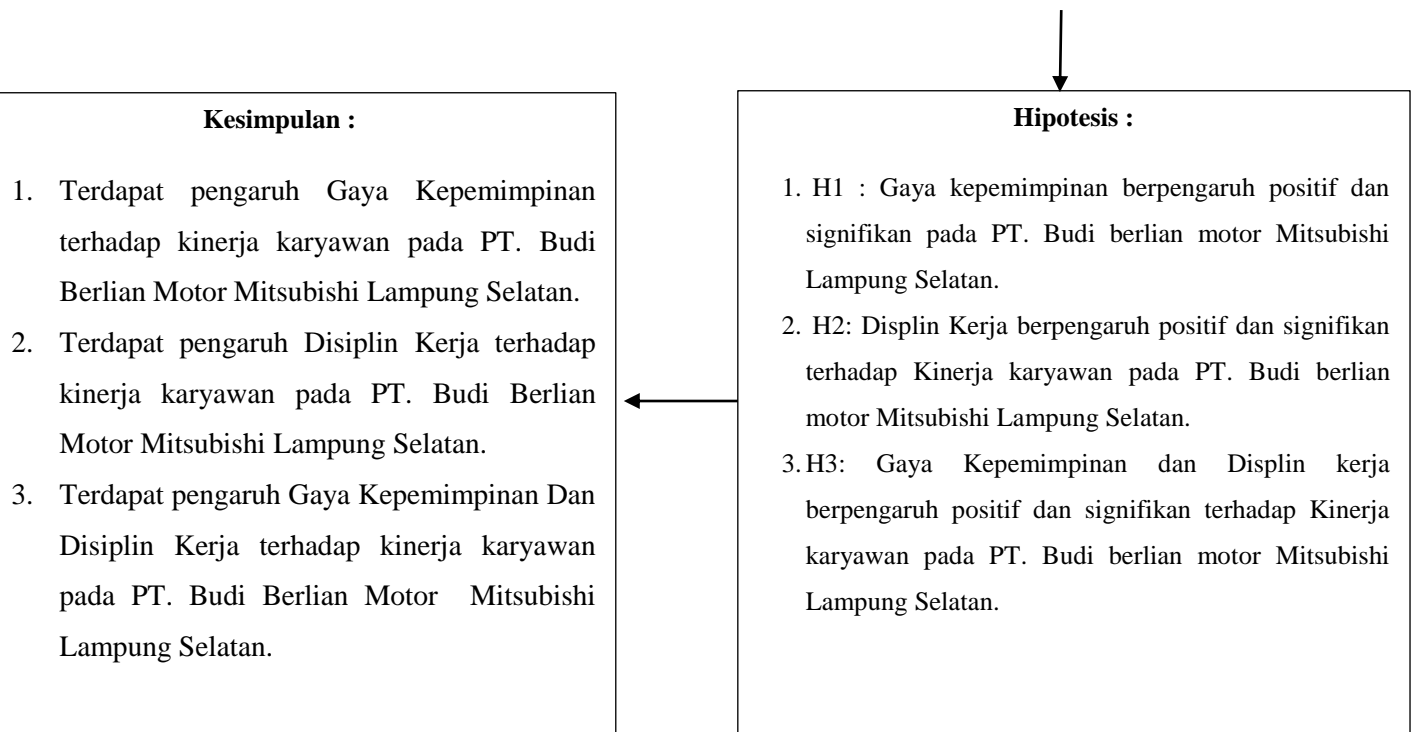 Kesimpulan :
1. Terdapat pengaruh Gaya Kepemimpinan
terhadap kinerja karyawan pada PT. Budi
Berlian Motor Mitsubishi Lampung Selatan.
2. Terdapat pengaruh Disiplin Kerja terhadap
kinerja karyawan pada PT. Budi Berlian
Motor Mitsubishi Lampung Selatan.
3. Terdapat pengaruh Gaya Kepemimpinan Dan
Disiplin Kerja terhadap kinerja karyawan
pada PT. Budi Berlian Motor Mitsubishi
Lampung Selatan.
Hipotesis :
1. H1 : Gaya kepemimpinan berpengaruh positif dan
signifikan pada PT. Budi berlian motor Mitsubishi
Lampung Selatan.
2. H2: Displin Kerja berpengaruh positif dan signifikan
terhadap Kinerja karyawan pada PT. Budi berlian
motor Mitsubishi Lampung Selatan.
3. H3: Gaya Kepemimpinan dan Displin kerja
berpengaruh positif dan signifikan terhadap Kinerja
karyawan pada PT. Budi berlian motor Mitsubishi
Lampung Selatan.